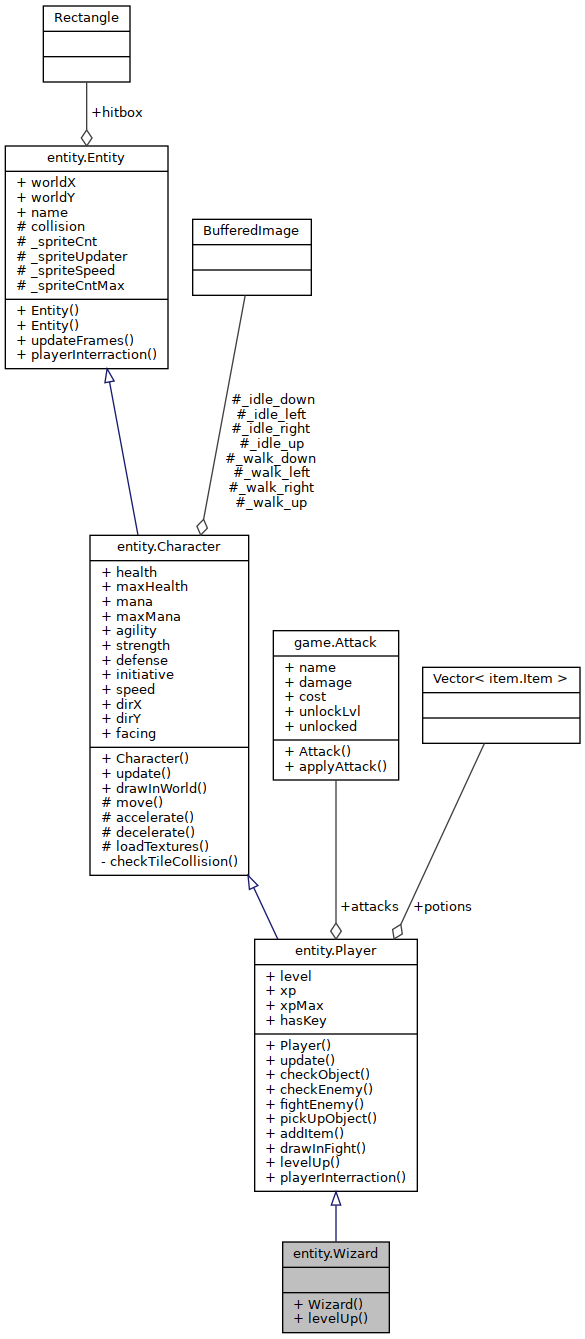 Rectangle
+hitbox
entity.Entity
+ worldX
+ worldY
+ name
# collision
# _spriteCnt
# _spriteUpdater
# _spriteSpeed
# _spriteCntMax
+ Entity()
+ Entity()
+ updateFrames()
+ playerInterraction()
BufferedImage
#_idle_down
#_idle_left
#_idle_right
#_idle_up
#_walk_down
#_walk_left
#_walk_right
#_walk_up
entity.Character
+ health
+ maxHealth
+ mana
+ maxMana
+ agility
+ strength
+ defense
+ initiative
+ speed
+ dirX
+ dirY
+ facing
+ Character()
+ update()
+ drawInWorld()
# move()
# accelerate()
# decelerate()
# loadTextures()
- checkTileCollision()
game.Attack
+ name
+ damage
+ cost
+ unlockLvl
+ unlocked
+ Attack()
+ applyAttack()
Vector< item.Item >
+attacks
+potions
entity.Player
+ level
+ xp
+ xpMax
+ hasKey
+ Player()
+ update()
+ checkObject()
+ checkEnemy()
+ fightEnemy()
+ pickUpObject()
+ addItem()
+ drawInFight()
+ levelUp()
+ playerInterraction()
entity.Wizard
+ Wizard()
+ levelUp()